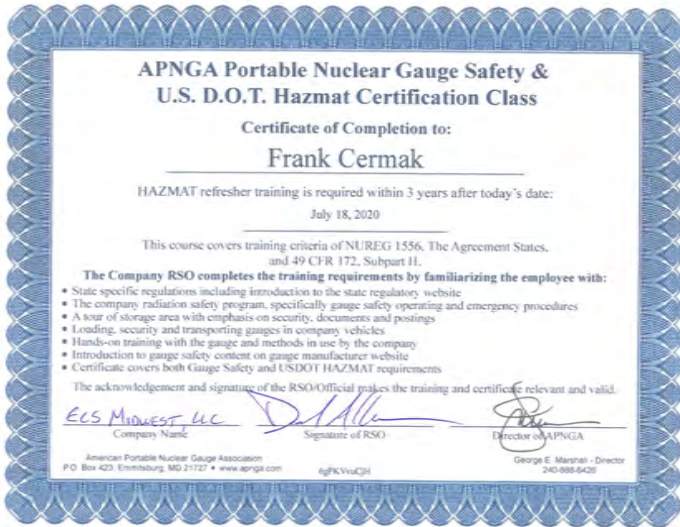 APNGA Portable Nuclear Gauge Safety &
U.S. D.O.T. Hazmat Certification Class
Certificate of Completion to:
Frank Cermak
HAZMAT refresher training is required within 3 years after today's date:
July 18, 2020
This course covers training criteria of NUREG 1556, The Agreement States,
and 49 CFR 172, Subpart H.
The Company RSO completes the training requirements by familiarizing the employee with:
• State specific regulations including introduction to the state regulatory website
• The company radiation safety program, specifically gauge safety operating and emergency procedures
• A tour of storage area with emphasis on security, documents and postings
• Loading, security and transporting gauges in company vehicles
• Hands-on training with the gauge and methods in use by the company
• Introduction to gauge safety content on gauge manufacturer website
• Certificate covers both Gauge Safety and USDOT HAZMAT requirements
The acknowledgement and signature of the RSO/Official makes the training and certificate relevant and valid.
ECS MIDWEST, LLC
Company Name Signature of RSO Director of APNGA
American Portable Nuclear Gauge Association
P.O. Box 423, Emmitsburg, MD 21727 • www.apnga.com
6gPKVvuCjH
George E. Marshall - Director
240-888-6426